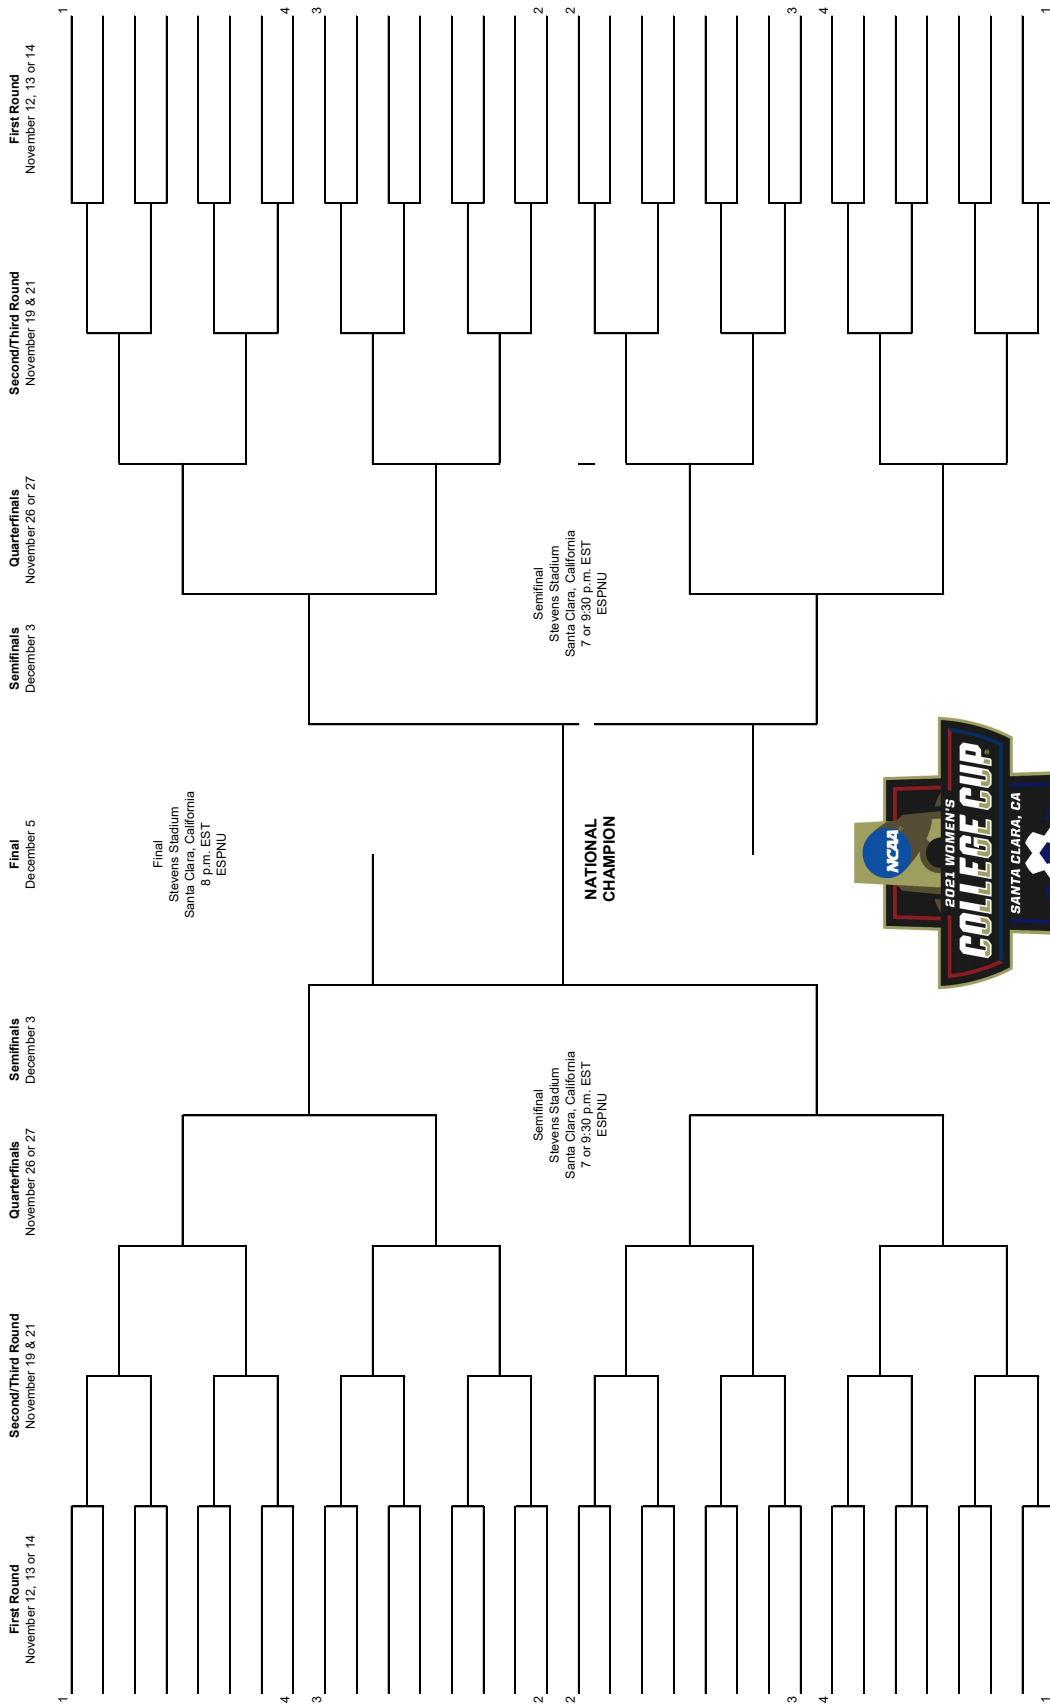 First Round
November 12, 13 or 14
Second/Third Round
November 19 & 21
Quarterfinals
November 26 or 27
Semifinals
December 3
Final
December 5
Semifinals
December 3
Quarterfinals
November 26 or 27
Second/Third Round
November 19 & 21
First Round
November 12, 13 or 14
1
4
3
2
2
3
4
1
Final
Stevens Stadium
Santa Clara, California
8 p.m. EST
ESPNU
Semifinal
Stevens Stadium
Santa Clara, California
7 or 9:30 p.m. EST
ESPNU
NATIONAL
CHAMPION
Semifinal
Stevens Stadium
Santa Clara, California
7 or 9:30 p.m. EST
ESPNU
1
4
3
2
2
3
4
1
NCAA
2021 WOMEN'S
COLLEGE CUP®
SANTA CLARA, CA